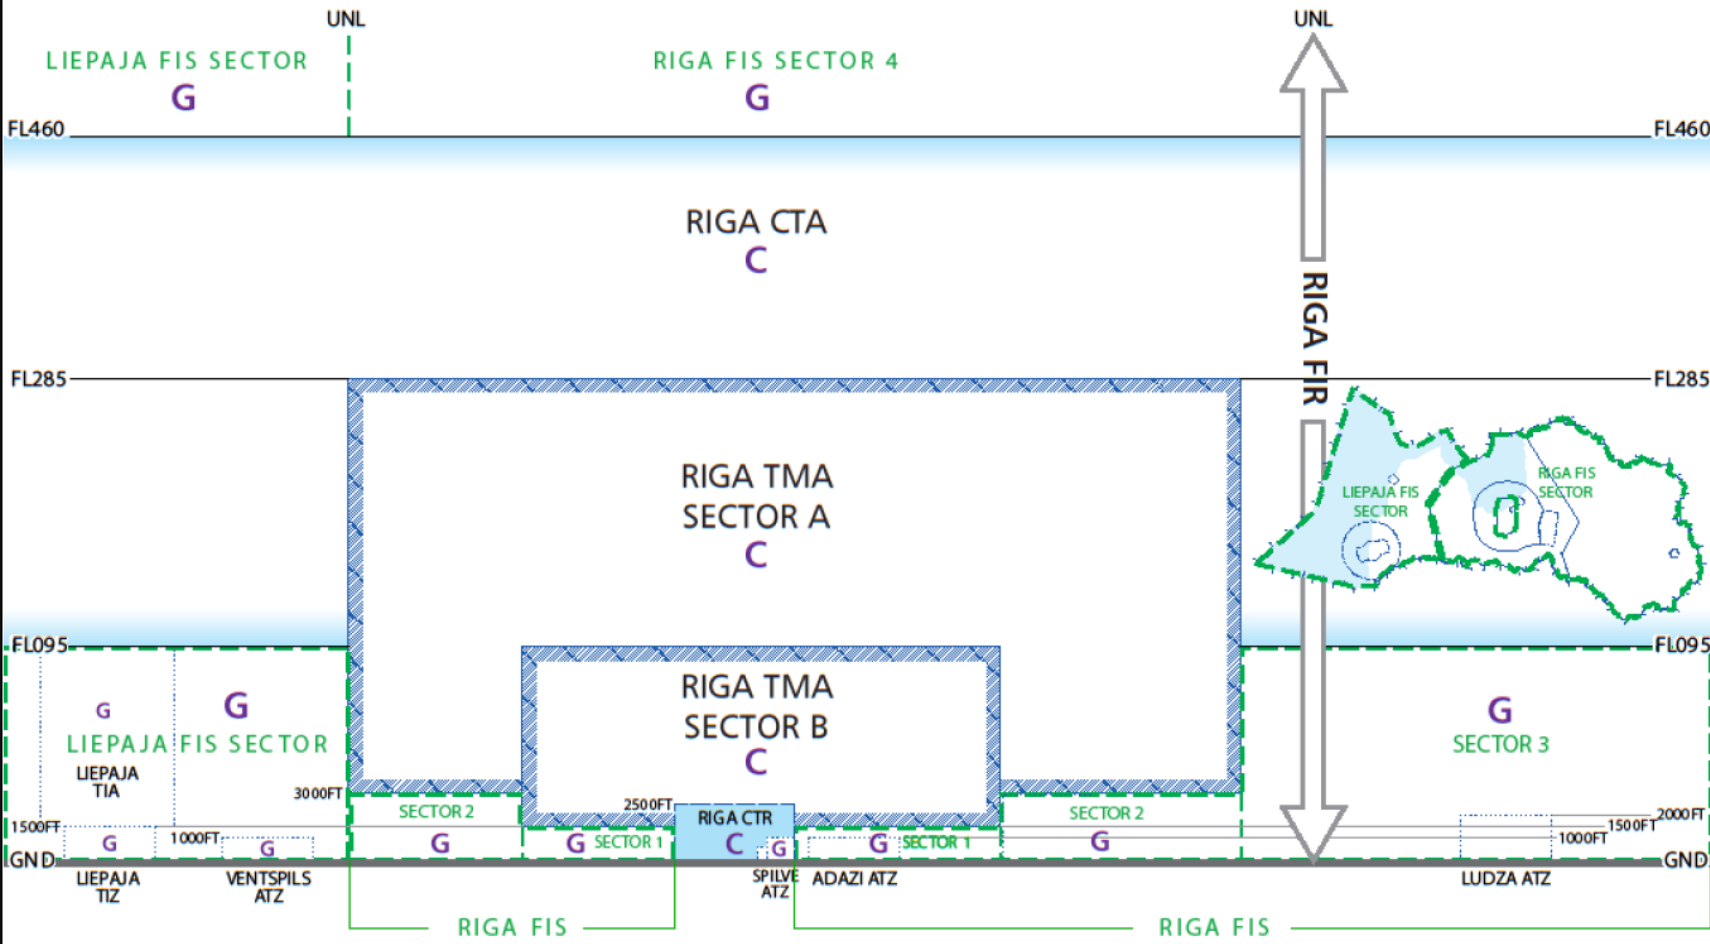 UNL
UNL
LIEPAJA FIS SECTOR
RIGA FIS SECTOR 4
G
G
FL460
FL460
RIGA CTA
C
RIGA FIR
FL285
FL285
RIGA TMA
SECTOR A
C
RIGA FIS
SECTOR
LIEPAJA FIS
SECTOR
FL095
FL095
G
G
LIEPAJA FIS SECTOR
LIEPAJA
TIA
RIGA TMA
SECTOR B
C
G
SECTOR 3
3000FT
2500FT
SECTOR 2
G
RIGA CTR
C
SECTOR 2
G
2000FT
1500FT
1500FT
G
1000FT
G
G
SECTOR 1
G
G
SECTOR 1
1000FT
GND
GND
LIEPAJA
TIZ
VENTSPILS
ATZ
SPILVE
ATZ
ADAZI ATZ
LUDZA ATZ
RIGA FIS
RIGA FIS